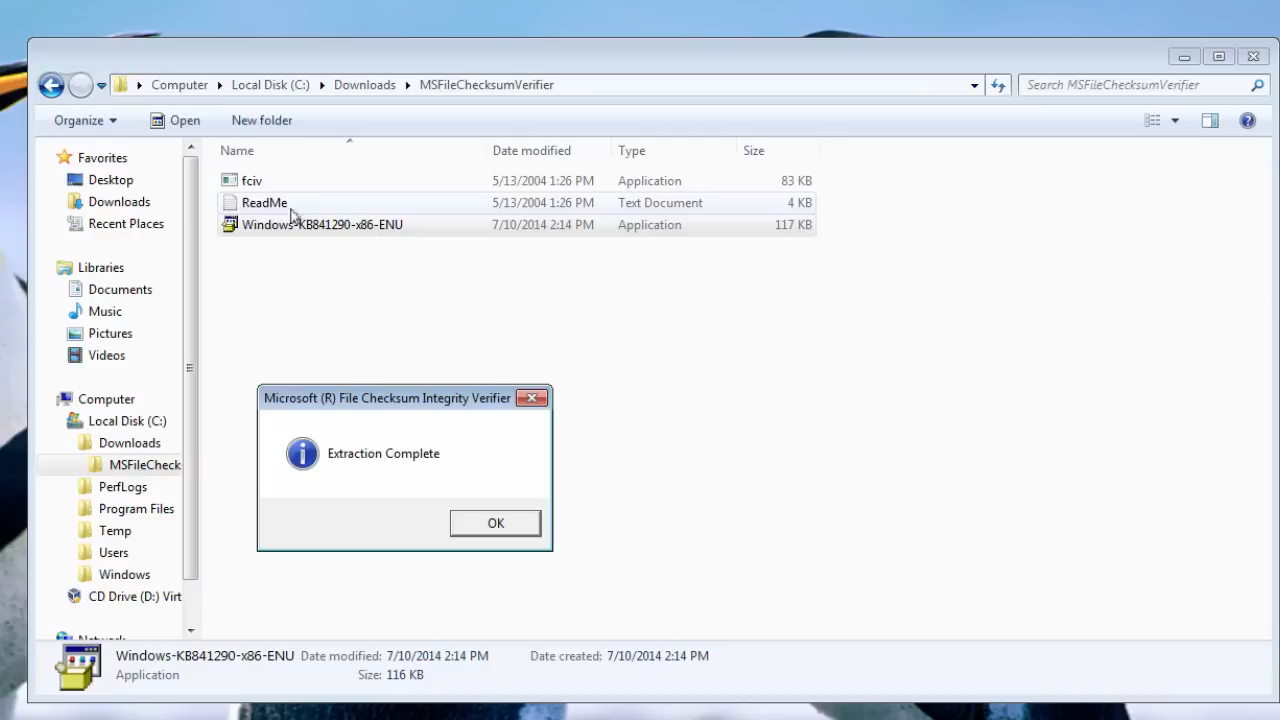 Computer Local Disk (C:) Downloads MSFileChecksumVerifier Search MSFileChecksumVerifier
Organize Open New folder
Name Date modified Type Size
fciv 5/13/2004 1:26 PM Application 83 KB
ReadMe 5/13/2004 1:26 PM Text Document 4 KB
Windows-KB841290-x86-ENU 7/10/2014 2:14 PM Application 117 KB
Favorites
Desktop
Downloads
Recent Places
Libraries
Documents
Music
Pictures
Videos
Computer
Local Disk (C:)
Downloads
MSFileCheck
PerfLogs
Program Files
Temp
Users
Windows
CD Drive (D:) Virt
Network
Microsoft (R) File Checksum Integrity Verifier
Extraction Complete
OK
Windows-KB841290-x86-ENU Date modified: 7/10/2014 2:14 PM Date created: 7/10/2014 2:14 PM
Application Size: 116 KB